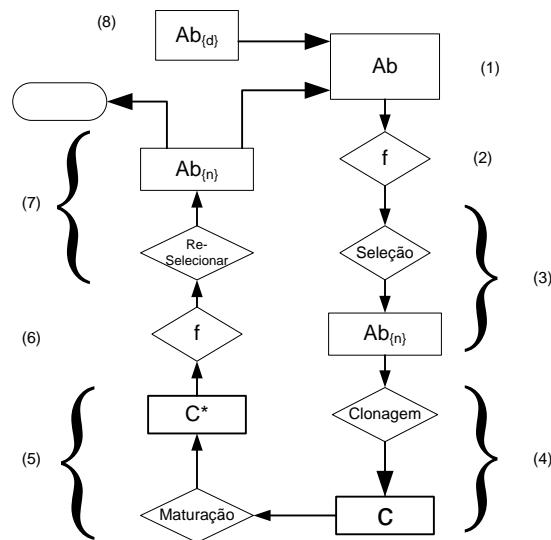 (8)
Ab{d}
Ab
(1)
f
(2)
Ab{n}
(7)
Re-
Selecionar
Seleção
(3)
f
(6)
Ab{n}
C*
Clonagem
(5)
(4)
Maturação
C